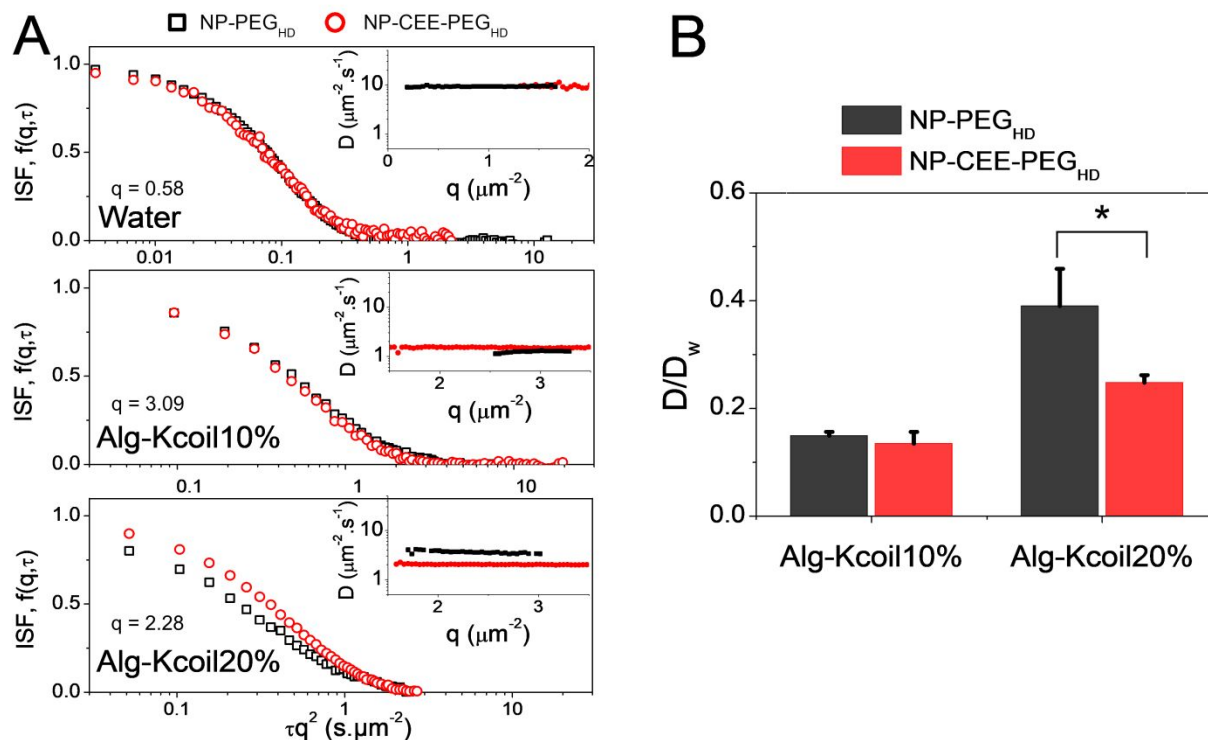 A
NP-PEG_HD NP-CEE-PEG_HD
ISF, f(q,τ)
1.0
0.5
0.0
q = 0.58
Water
0.01 0.1 1 10
D (μm⁻².s⁻¹)
10
1
0 1 2
q (μm⁻²)
ISF, f(q,τ)
1.0
0.5
0.0
q = 3.09
Alg-Kcoil10%
0.1 1 10
D (μm⁻².s⁻¹)
10
1
2 3
q (μm⁻²)
ISF, f(q,τ)
1.0
0.5
0.0
q = 2.28
Alg-Kcoil20%
0.1 1 10
D (μm⁻².s⁻¹)
10
1
2 3
q (μm⁻²)
τq² (s.μm⁻²)
B
NP-PEG_HD
NP-CEE-PEG_HD
D/D_w
0.6
0.4
0.2
0.0
*
Alg-Kcoil10% Alg-Kcoil20%